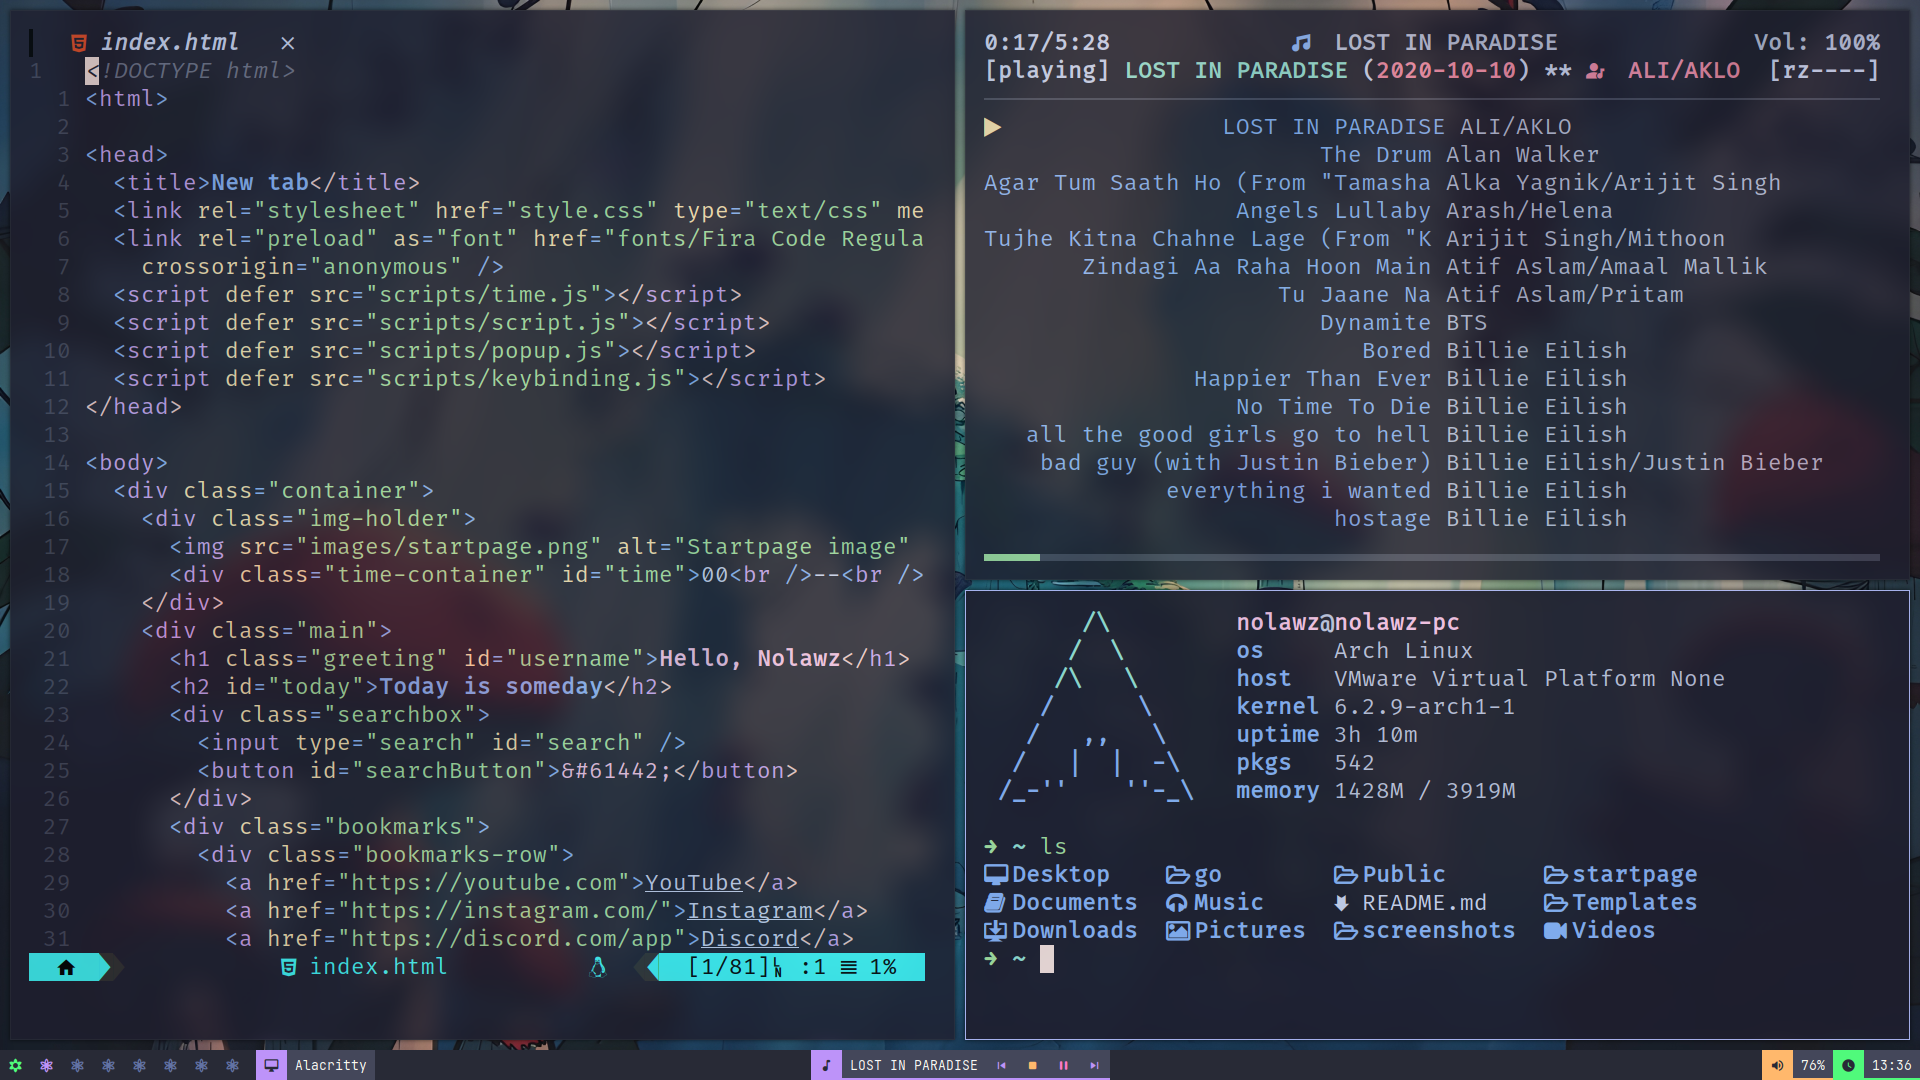 index.html ×
1 <!DOCTYPE html>
1 <html>
2
3 <head>
4 <title>New tab</title>
5 <link rel="stylesheet" href="style.css" type="text/css" me
6 <link rel="preload" as="font" href="fonts/Fira Code Regula
7 crossorigin="anonymous" />
8 <script defer src="scripts/time.js"></script>
9 <script defer src="scripts/script.js"></script>
10 <script defer src="scripts/popup.js"></script>
11 <script defer src="scripts/keybinding.js"></script>
12 </head>
13
14 <body>
15 <div class="container">
16 <div class="img-holder">
17 <img src="images/startpage.png" alt="Startpage image"
18 <div class="time-container" id="time">00<br />--<br />
19 </div>
20 <div class="main">
21 <h1 class="greeting" id="username">Hello, Nolawz</h1>
22 <h2 id="today">Today is someday</h2>
23 <div class="searchbox">
24 <input type="search" id="search" />
25 <button id="searchButton">&#61442;</button>
26 </div>
27 <div class="bookmarks">
28 <div class="bookmarks-row">
29 <a href="https://youtube.com">YouTube</a>
30 <a href="https://instagram.com/">Instagram</a>
31 <a href="https://discord.com/app">Discord</a>
index.html [1/81] :1 1%
0:17/5:28 LOST IN PARADISE Vol: 100%
[playing] LOST IN PARADISE (2020-10-10) ** ALI/AKLO [rz----]
LOST IN PARADISE ALI/AKLO
The Drum Alan Walker
Agar Tum Saath Ho (From "Tamasha Alka Yagnik/Arijit Singh
Angels Lullaby Arash/Helena
Tujhe Kitna Chahne Lage (From "K Arijit Singh/Mithoon
Zindagi Aa Raha Hoon Main Atif Aslam/Amaal Mallik
Tu Jaane Na Atif Aslam/Pritam
Dynamite BTS
Bored Billie Eilish
Happier Than Ever Billie Eilish
No Time To Die Billie Eilish
all the good girls go to hell Billie Eilish
bad guy (with Justin Bieber) Billie Eilish/Justin Bieber
everything i wanted Billie Eilish
hostage Billie Eilish
nolawz@nolawz-pc
os Arch Linux
host VMware Virtual Platform None
kernel 6.2.9-arch1-1
uptime 3h 10m
pkgs 542
memory 1428M / 3919M
→ ~ ls
Desktop go Public startpage
Documents Music README.md Templates
Downloads Pictures screenshots Videos
→ ~
Alacritty LOST IN PARADISE 76% 13:36